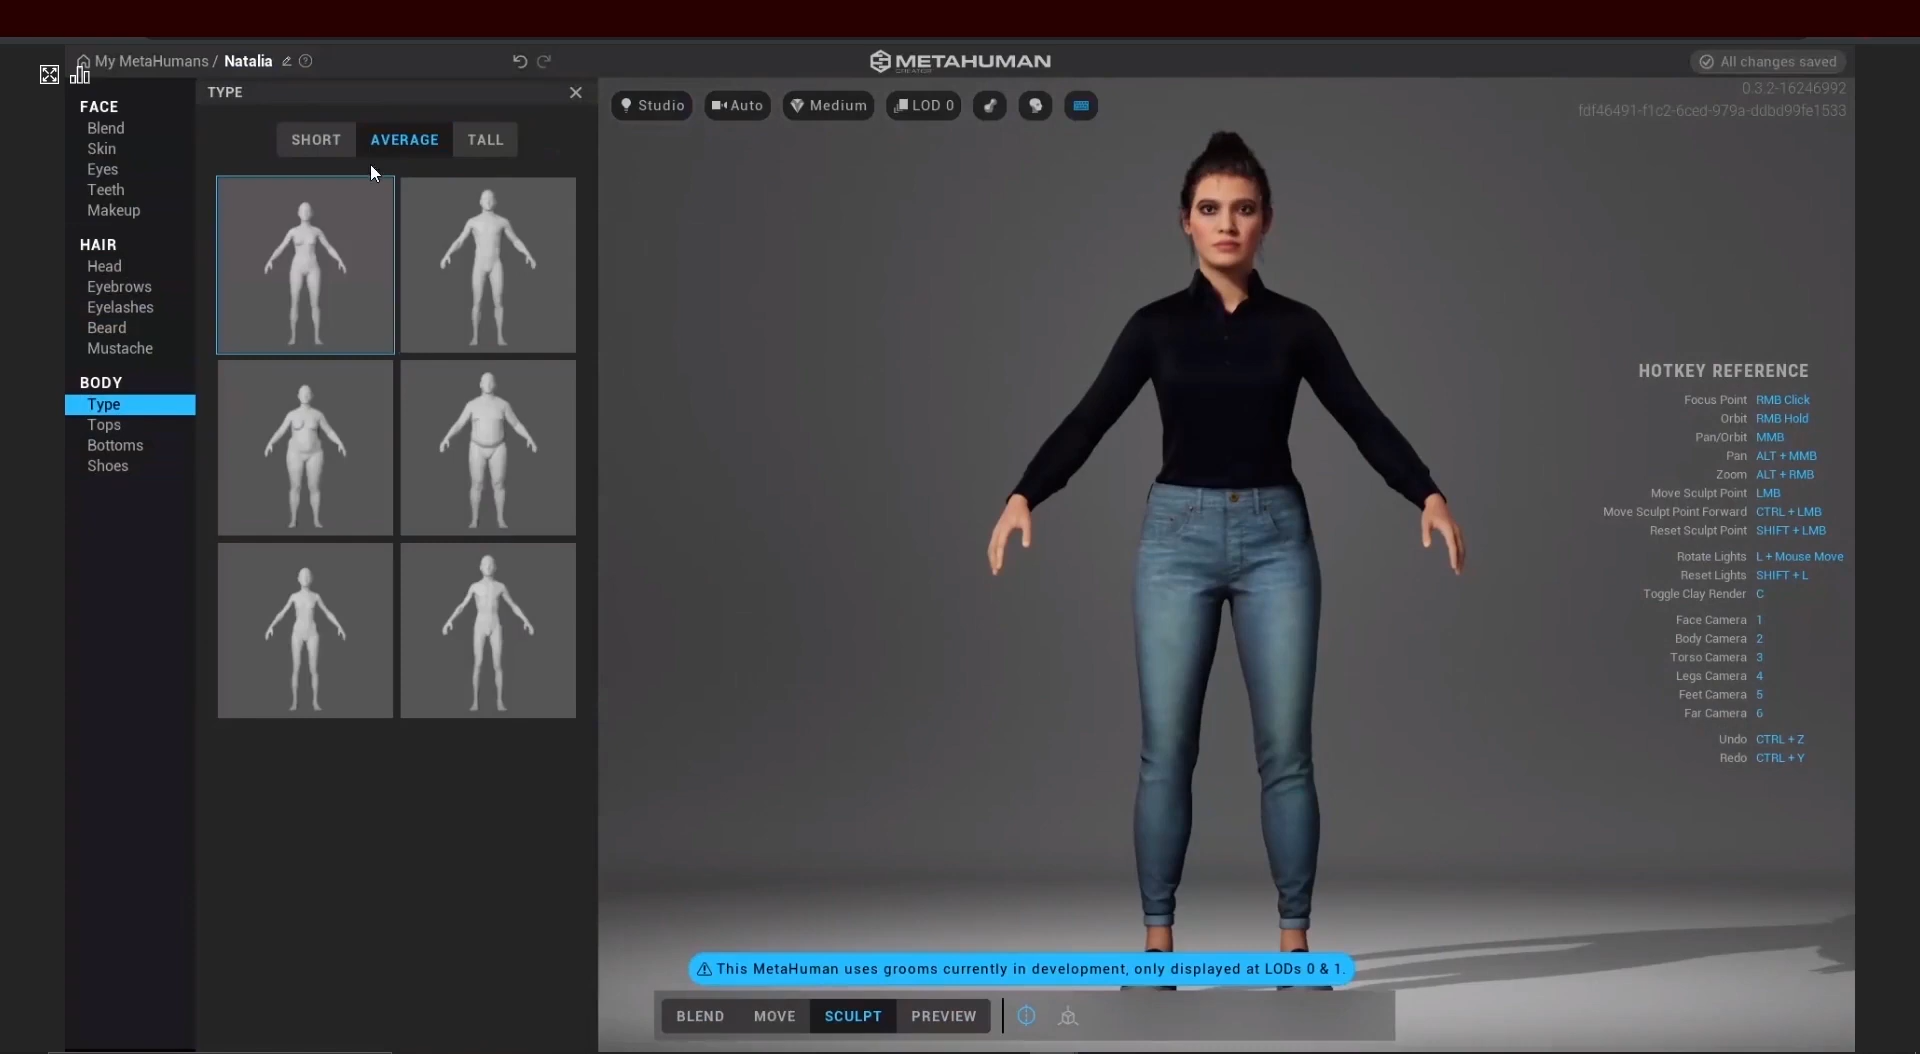 My MetaHumans / Natalia
METAHUMAN
CREATOR
All changes saved
0.3.2-16246992
fdf46491-f1c2-6ced-979a-ddbd99fe1533
FACE
Blend
Skin
Eyes
Teeth
Makeup
HAIR
Head
Eyebrows
Eyelashes
Beard
Mustache
BODY
Type
Tops
Bottoms
Shoes
TYPE
SHORT AVERAGE TALL
Studio Auto Medium LOD 0
HOTKEY REFERENCE
Focus Point RMB Click
Orbit RMB Hold
Pan/Orbit MMB
Pan ALT + MMB
Zoom ALT + RMB
Move Sculpt Point LMB
Move Sculpt Point Forward CTRL + LMB
Reset Sculpt Point SHIFT + LMB
Rotate Lights L + Mouse Move
Reset Lights SHIFT + L
Toggle Clay Render C
Face Camera 1
Body Camera 2
Torso Camera 3
Legs Camera 4
Feet Camera 5
Far Camera 6
Undo CTRL + Z
Redo CTRL + Y
This MetaHuman uses grooms currently in development, only displayed at LODs 0 & 1.
BLEND MOVE SCULPT PREVIEW